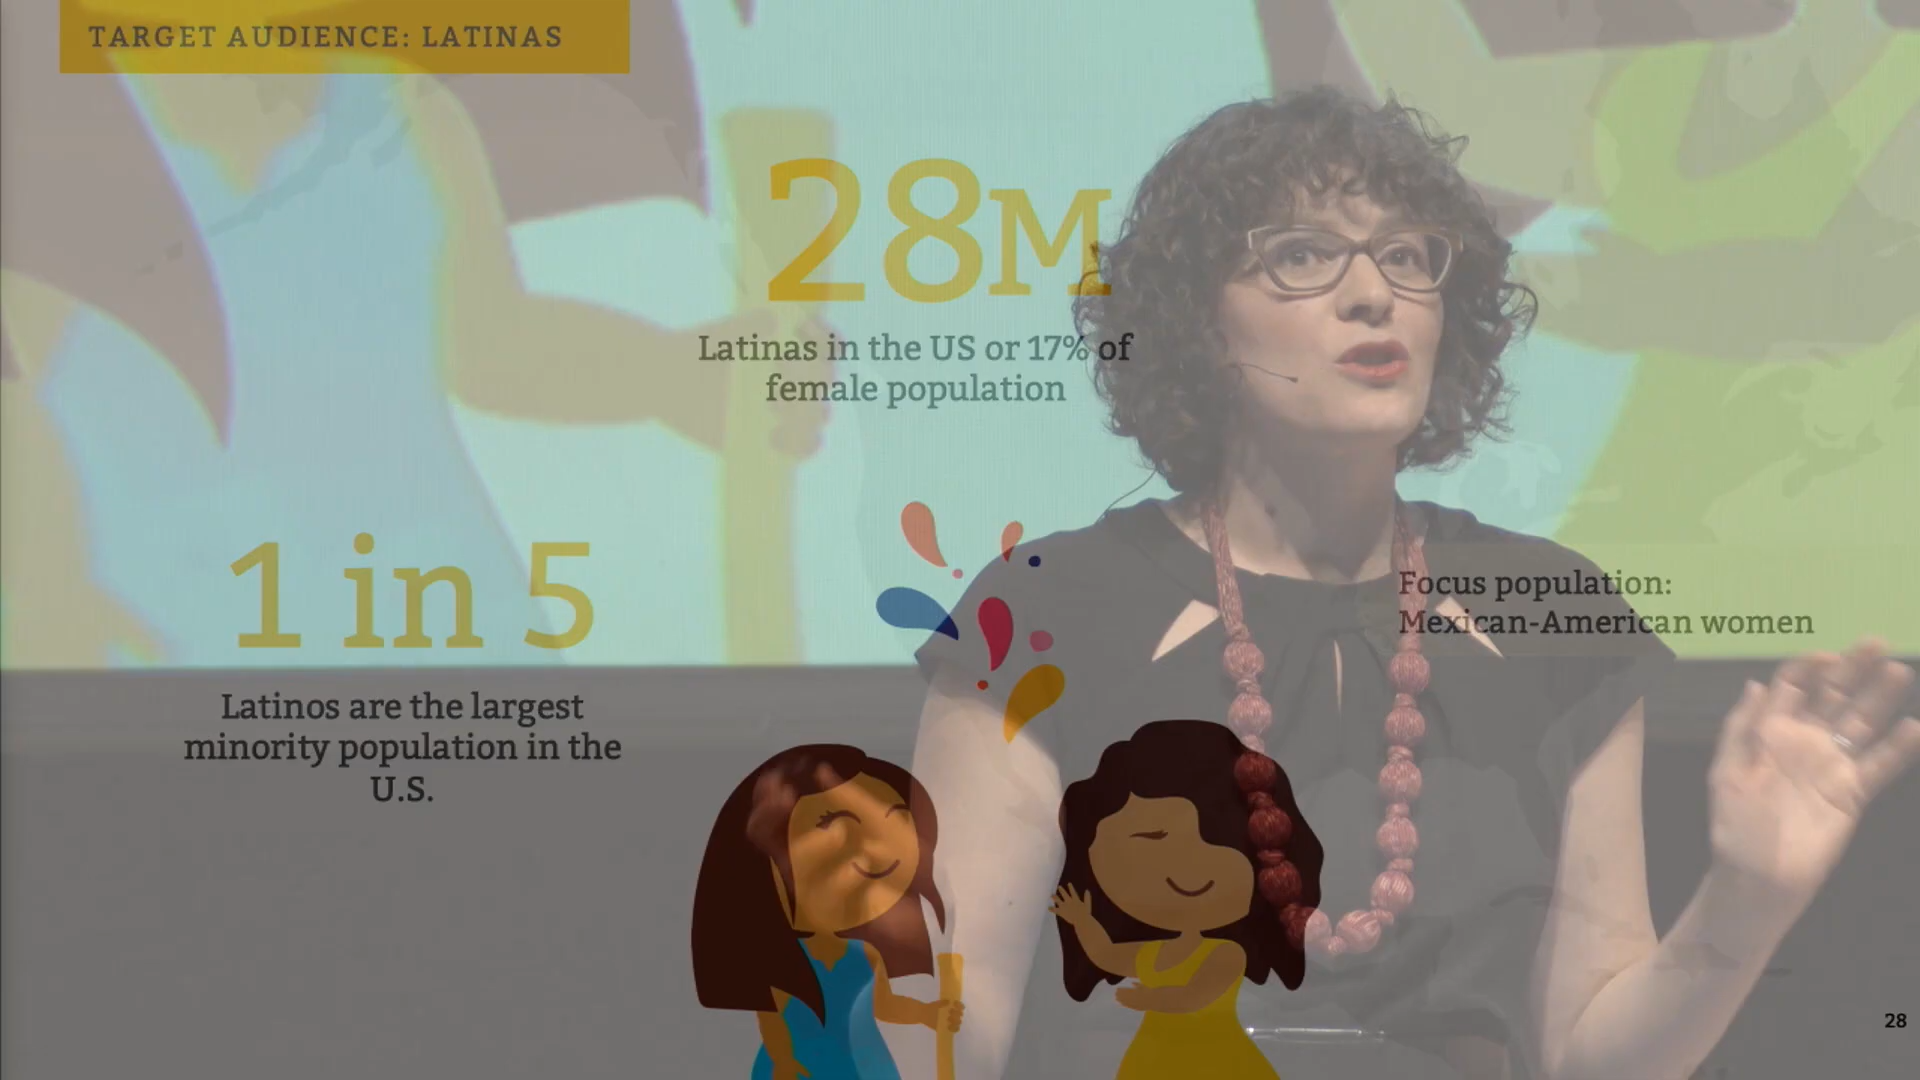 TARGET AUDIENCE: LATINAS
28M
Latinas in the US or 17% of
female population
1 in 5
Latinos are the largest
minority population in the
U.S.
Focus population:
Mexican-American women
28